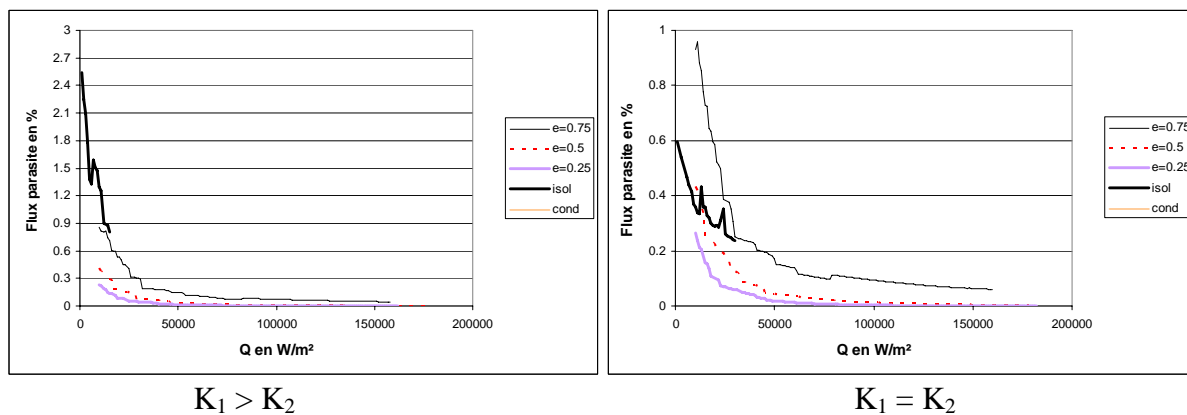 3
2.7
2.4
2.1
1.8
1.5
1.2
0.9
0.6
0.3
0
Flux parasite en %
0 50000 100000 150000 200000
Q en W/m²
e=0.75
e=0.5
e=0.25
isol
cond
K₁ > K₂
1
0.8
0.6
0.4
0.2
0
Flux parasite en %
0 50000 100000 150000 200000
Q en W/m²
e=0.75
e=0.5
e=0.25
isol
cond
K₁ = K₂